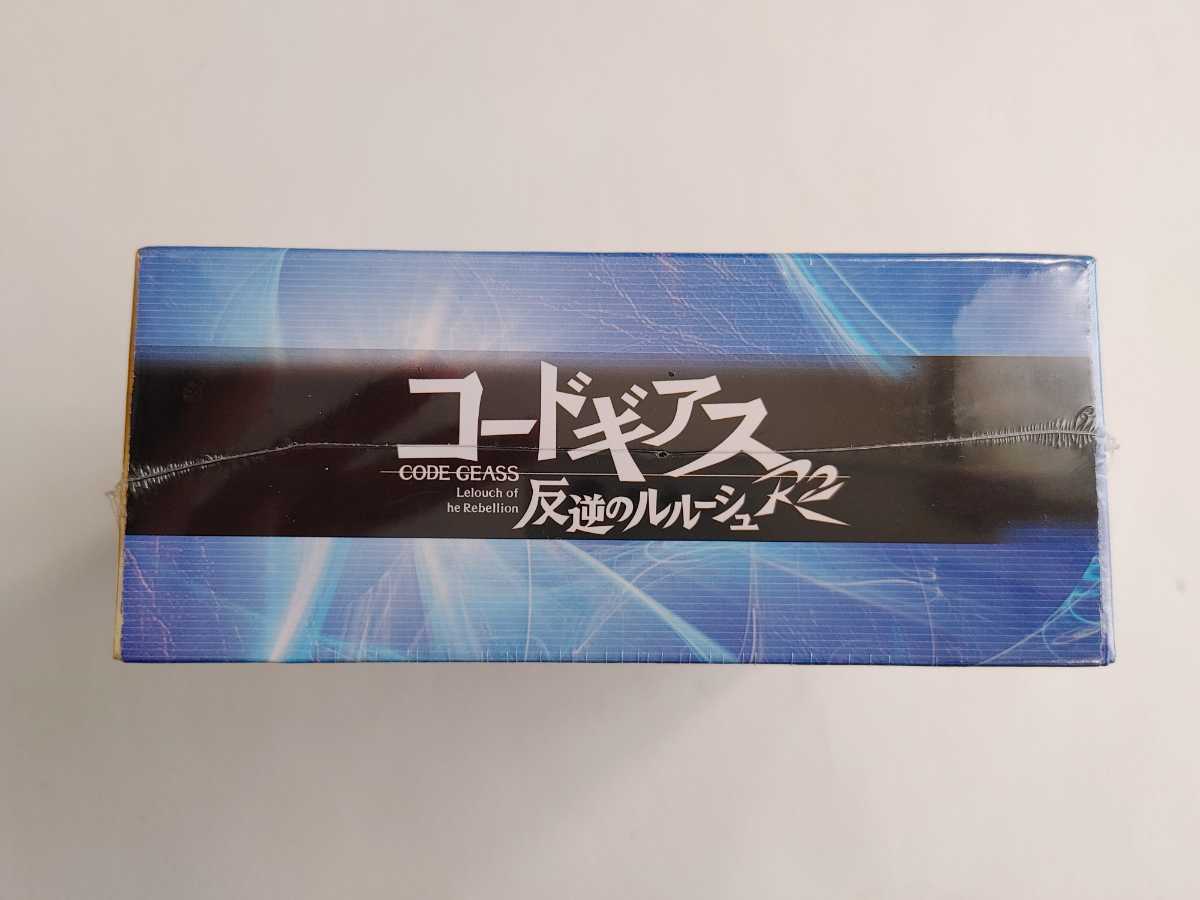 コードギアス
CODE GEASS
Lelouch of
he Rebellion
反逆のルルーシュ R2